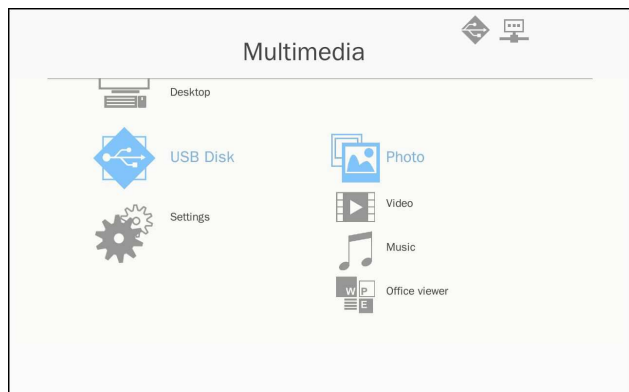 Multimedia
Desktop
USB Disk
Settings
Photo
Video
Music
Office viewer
W P
E